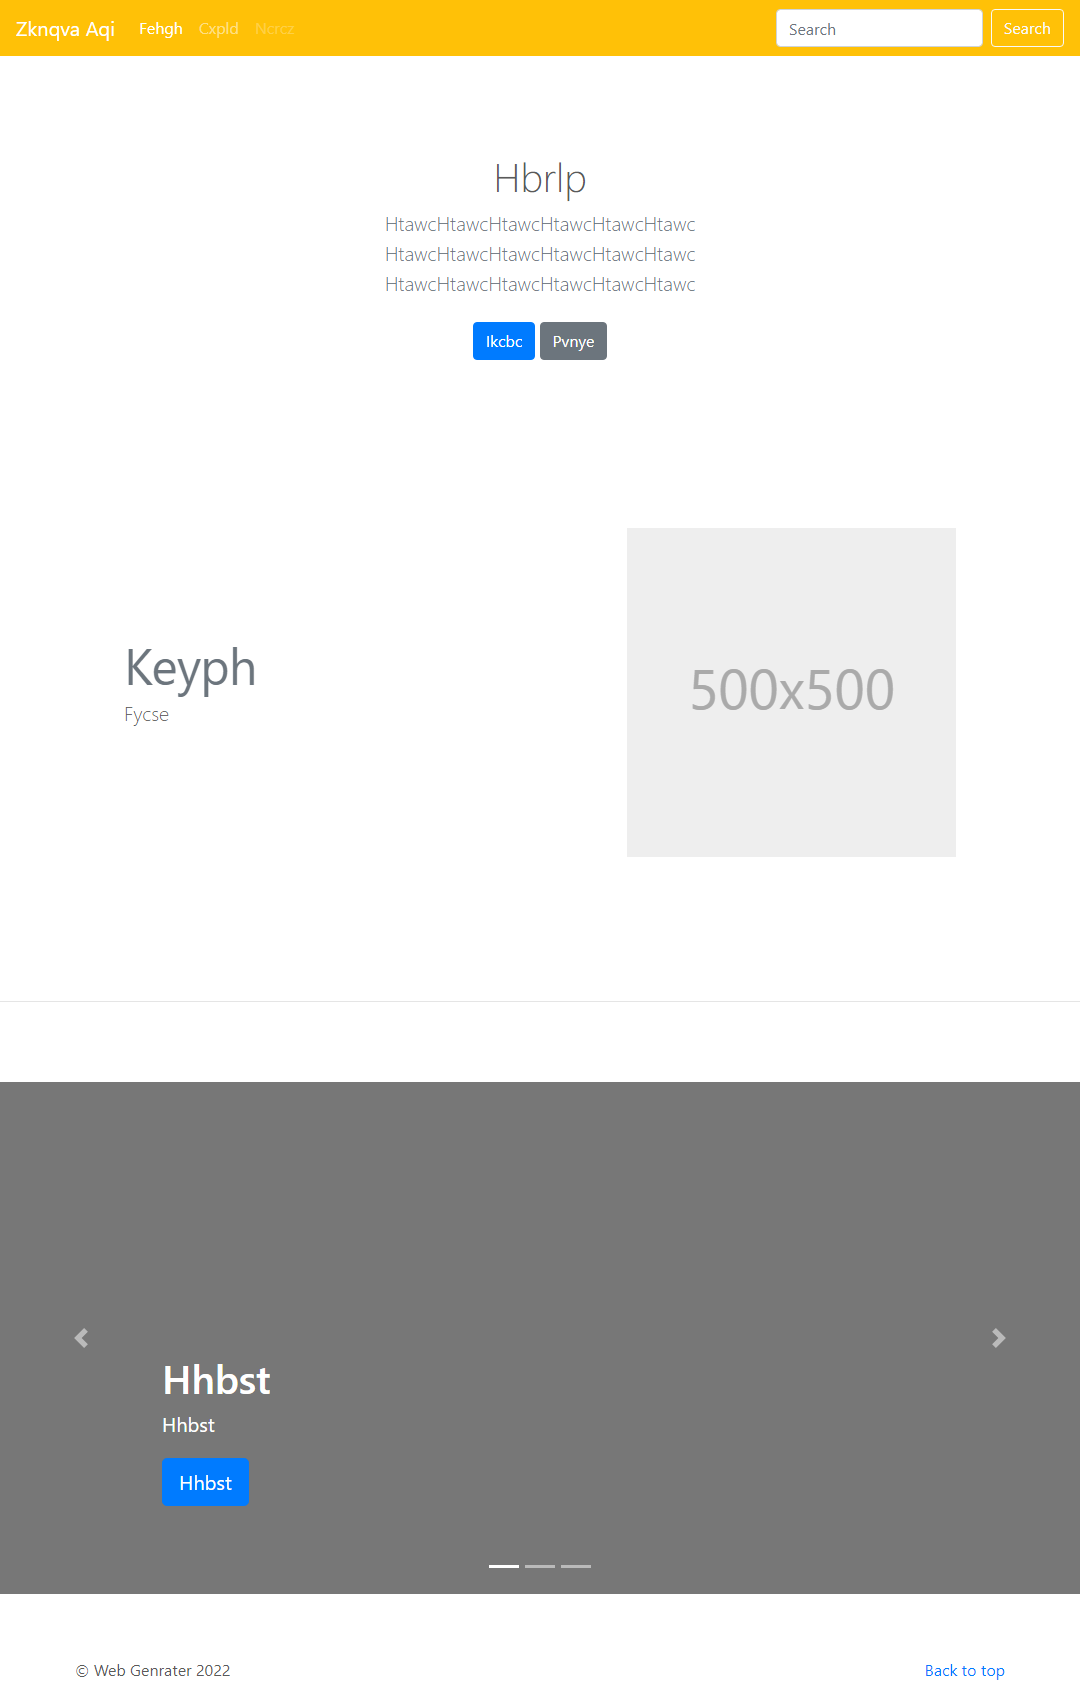 Zknqva Aqi Fehgh Cxpld Ncrcz Search Search
Hbrlp
HtawcHtawcHtawcHtawcHtawcHtawc
HtawcHtawcHtawcHtawcHtawcHtawc
HtawcHtawcHtawcHtawcHtawcHtawc
Ikcbc Pvnye
Keyph
Fycse
500x500
Hhbst
Hhbst
Hhbst
© Web Genrater 2022 Back to top